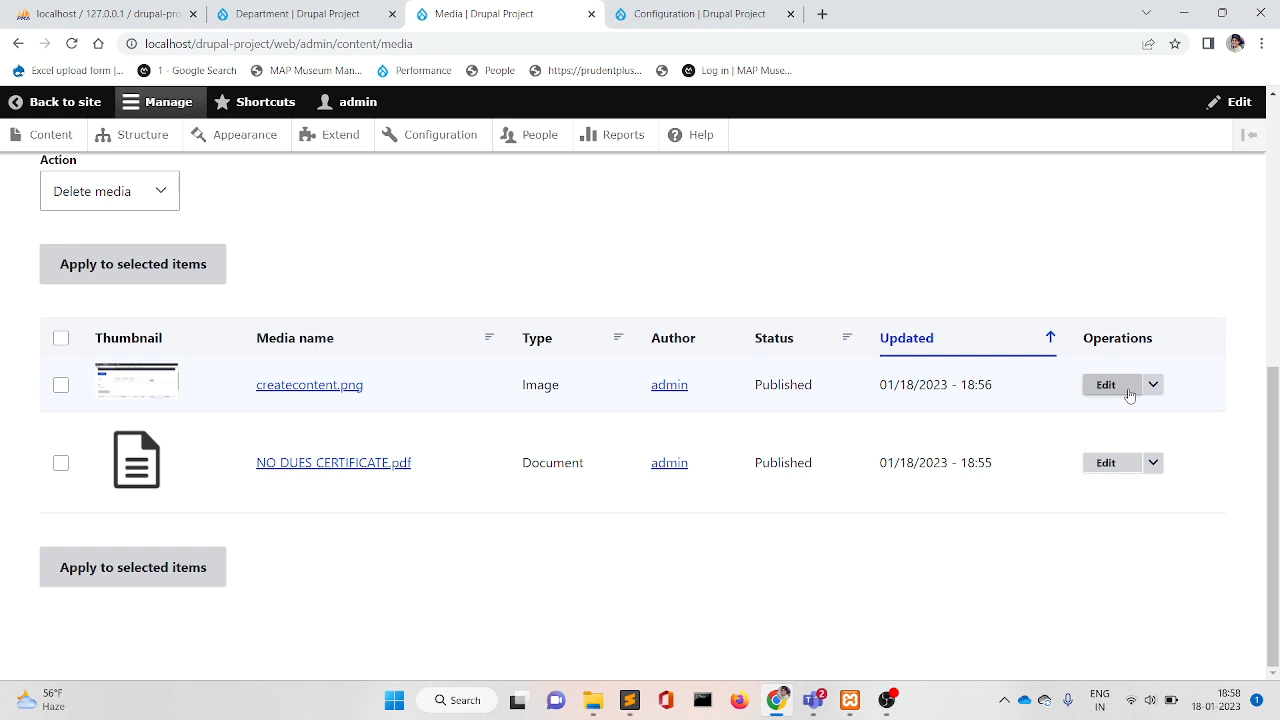 localhost / 127.0.0.1 / drupal-pro
Department | Drupal Project
Media | Drupal Project
Configuration | Drupal Project
localhost/drupal-project/web/admin/content/media
Excel upload form |...
1 - Google Search
MAP Museum Man...
Performance
People
https://prudentplus...
Log in | MAP Muse...
Back to site
Manage
Shortcuts
admin
Edit
Content
Structure
Appearance
Extend
Configuration
People
Reports
Help
Action
Delete media
Apply to selected items
Thumbnail Media name Type Author Status Updated Operations
createcontent.png Image admin Published 01/18/2023 - 18:56 Edit
NO DUES CERTIFICATE.pdf Document admin Published 01/18/2023 - 18:55 Edit
Apply to selected items
56°F
Haze
Search
2
ENG
IN
18:58
18-01-2023
1